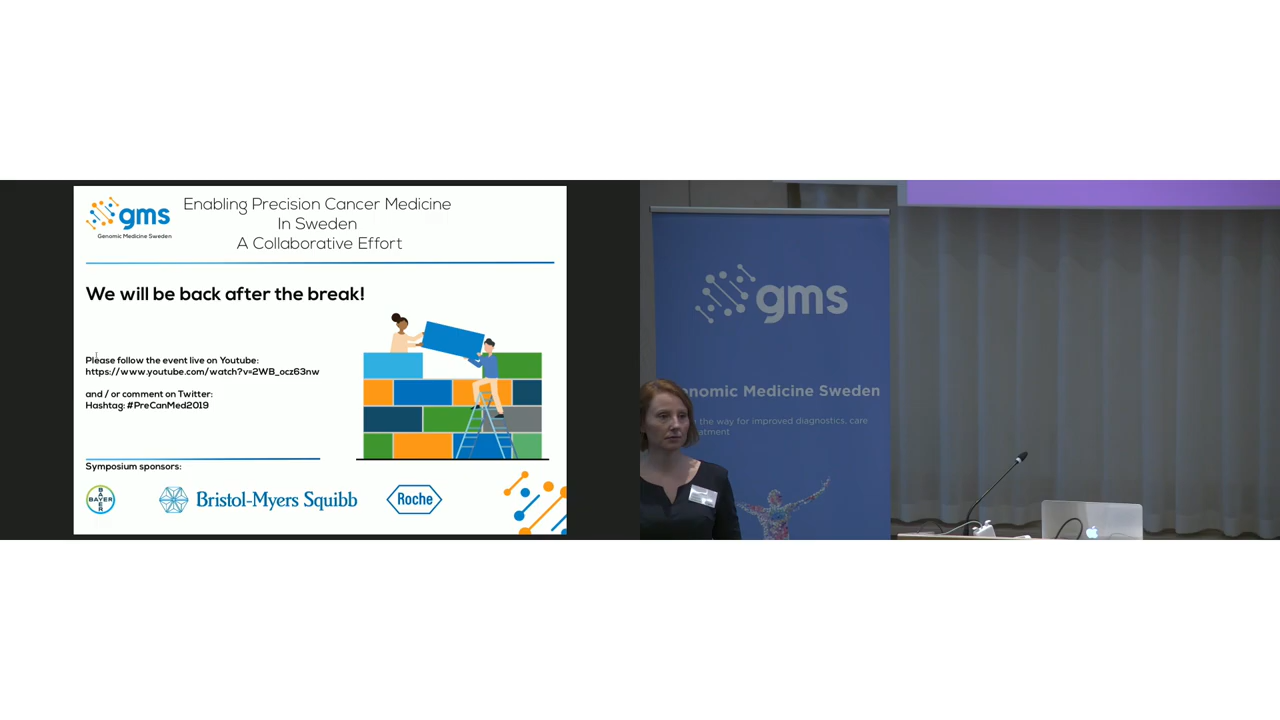 gms
Genomic Medicine Sweden
Enabling Precision Cancer Medicine
In Sweden
A Collaborative Effort
We will be back after the break!
Please follow the event live on Youtube:
https://www.youtube.com/watch?v=2WB_ocz63nw
and / or comment on Twitter:
Hashtag: #PreCanMed2019
Symposium sponsors:
BAYER
BAYER
Bristol-Myers Squibb
Roche
gms
nomic Medicine Sweden
the way for improved diagnostics, care
atment